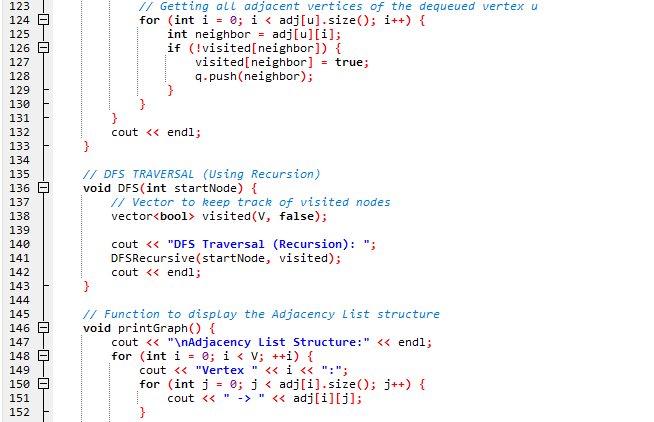 123 // Getting all adjacent vertices of the dequeued vertex u
124 for (int i = 0; i < adj[u].size(); i++) {
125 int neighbor = adj[u][i];
126 if (!visited[neighbor]) {
127 visited[neighbor] = true;
128 q.push(neighbor);
129 }
130 }
131 }
132 cout << endl;
133 }
134
135 // DFS TRAVERSAL (Using Recursion)
136 void DFS(int startNode) {
137 // Vector to keep track of visited nodes
138 vector<bool> visited(V, false);
139
140 cout << "DFS Traversal (Recursion): ";
141 DFSRecursive(startNode, visited);
142 cout << endl;
143 }
144
145 // Function to display the Adjacency List structure
146 void printGraph() {
147 cout << "\nAdjacency List Structure:" << endl;
148 for (int i = 0; i < V; ++i) {
149 cout << "Vertex " << i << ":";
150 for (int j = 0; j < adj[i].size(); j++) {
151 cout << " -> " << adj[i][j];
152 }